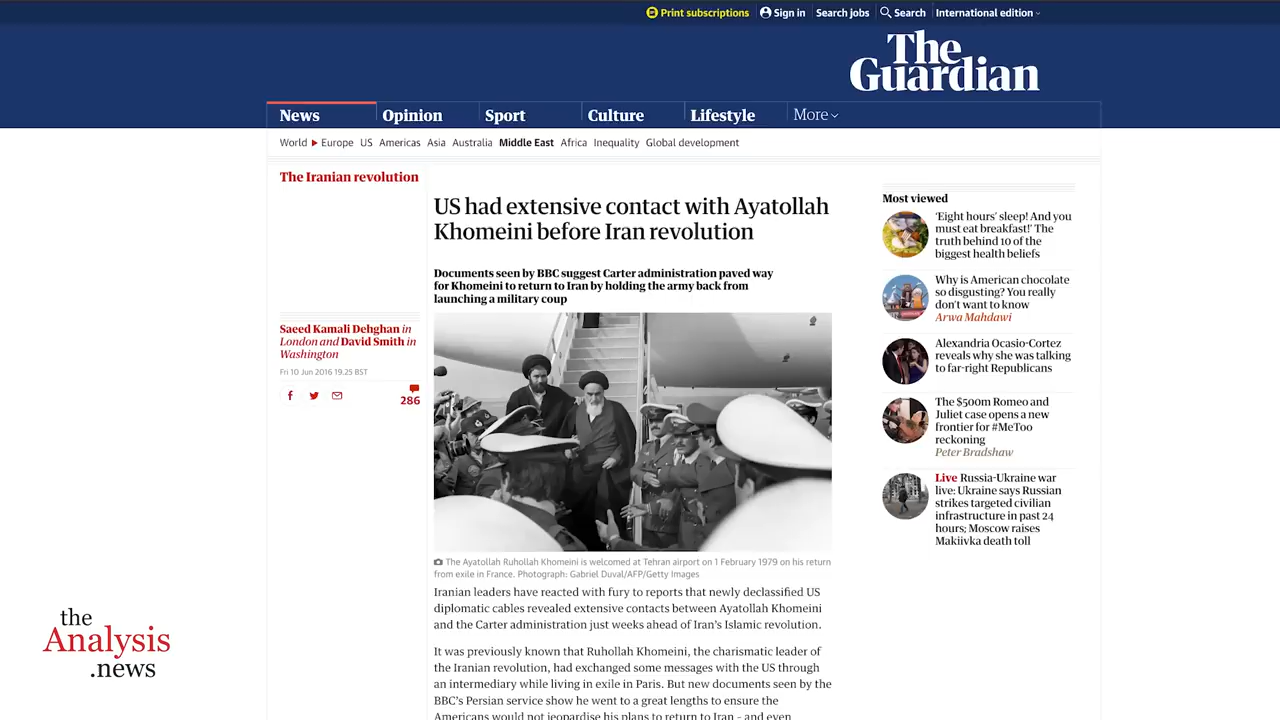 Print subscriptions Sign in Search jobs Search International edition
The
Guardian
News Opinion Sport Culture Lifestyle More
World Europe US Americas Asia Australia Middle East Africa Inequality Global development
The Iranian revolution
US had extensive contact with Ayatollah
Khomeini before Iran revolution
Documents seen by BBC suggest Carter administration paved way
for Khomeini to return to Iran by holding the army back from
launching a military coup
Saeed Kamali Dehghan in
London and David Smith in
Washington
Fri 10 Jun 2016 19.25 BST
286
The Ayatollah Ruhollah Khomeini is welcomed at Tehran airport on 1 February 1979 on his return
from exile in France. Photograph: Gabriel Duval/AFP/Getty Images
Iranian leaders have reacted with fury to reports that newly declassified US
diplomatic cables revealed extensive contacts between Ayatollah Khomeini
and the Carter administration just weeks ahead of Iran's Islamic revolution.
It was previously known that Ruhollah Khomeini, the charismatic leader of
the Iranian revolution, had exchanged some messages with the US through
an intermediary while living in exile in Paris. But new documents seen by the
BBC's Persian service show he went to a great lengths to ensure the
Americans would not jeopardise his plans to return to Iran – and even
Most viewed
'Eight hours' sleep! And you
must eat breakfast!' The
truth behind 10 of the
biggest health beliefs
Why is American chocolate
so disgusting? You really
don't want to know
Arwa Mahdawi
Alexandria Ocasio-Cortez
reveals why she was talking
to far-right Republicans
The $500m Romeo and
Juliet case opens a new
frontier for #MeToo
reckoning
Peter Bradshaw
Live Russia-Ukraine war
live: Ukraine says Russian
strikes targeted civilian
infrastructure in past 24
hours; Moscow raises
Makiivka death toll
the
Analysis
.news